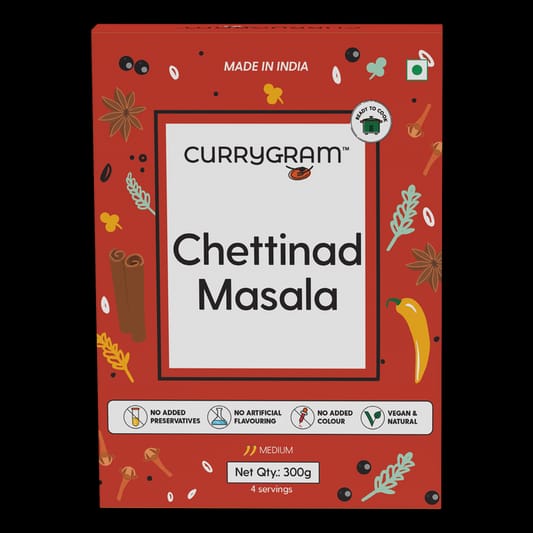 MADE IN INDIA
READY TO COOK
CURRYGRAM™
Chettinad
Masala
NO ADDED
PRESERVATIVES
NO ARTIFICIAL
FLAVOURING
NO ADDED
COLOUR
VEGAN &
NATURAL
MEDIUM
Net Qty.: 300g
4 servings